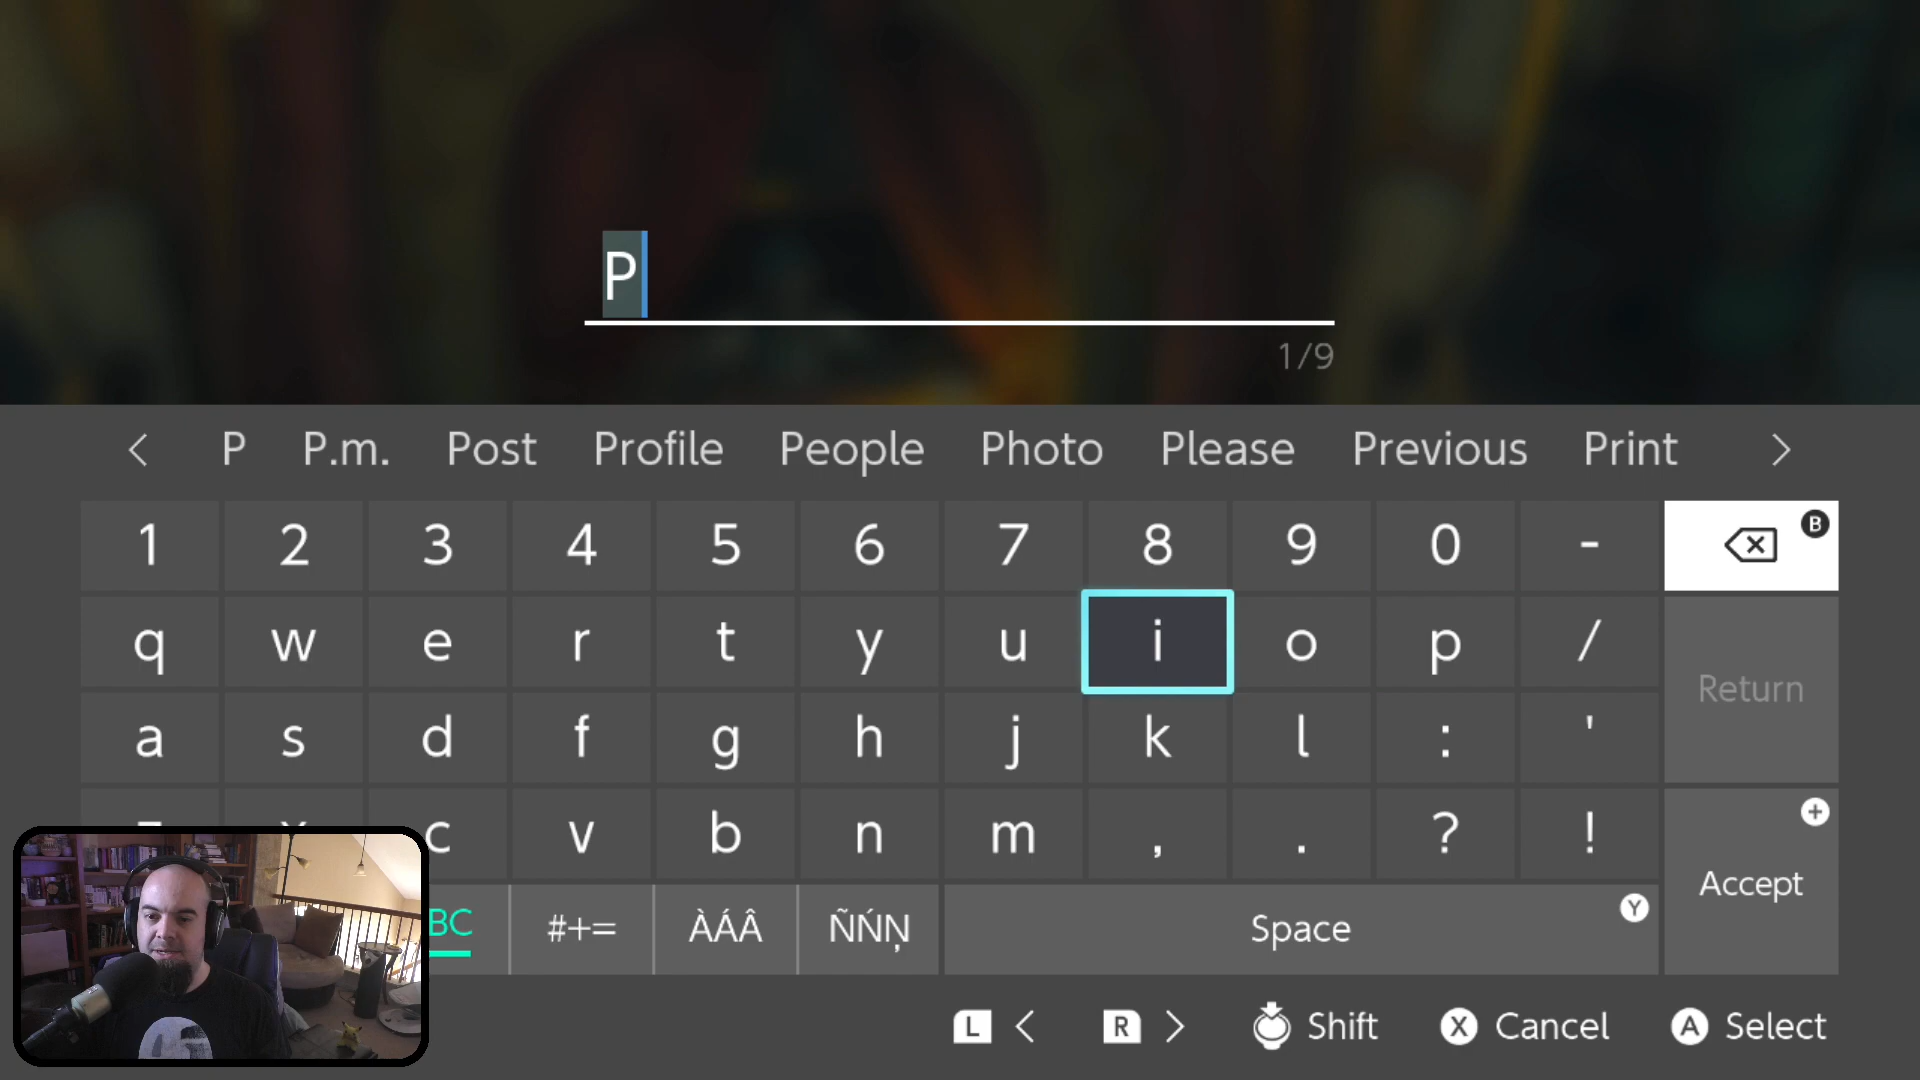 P
1/9
< P P.m. Post Profile People Photo Please Previous Print >
1 2 3 4 5 6 7 8 9 0 - B
q w e r t y u i o p / Return
a s d f g h j k l : '
c v b n m , . ? ! + Accept
BC #+= ÀÁÂ ÑŃŅ Space Y
L < R > Shift X Cancel A Select